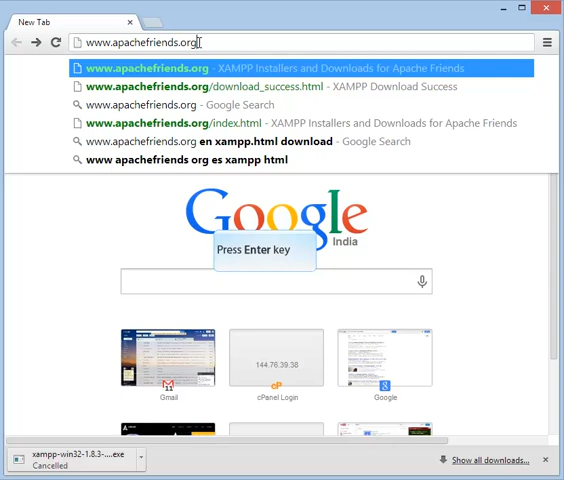 New Tab
www.apachefriends.org
www.apachefriends.org - XAMPP Installers and Downloads for Apache Friends
www.apachefriends.org/download_success.html - XAMPP Download Success
www.apachefriends.org - Google Search
www.apachefriends.org/index.html - XAMPP Installers and Downloads for Apache Friends
www.apachefriends.org en xampp.html download - Google Search
www apachefriends org es xampp html
Google
India
Press Enter key
144.76.39.38
11
cP
8
Gmail
cPanel Login
Google
xampp-win32-1.8.3-....exe
Cancelled
Show all downloads...